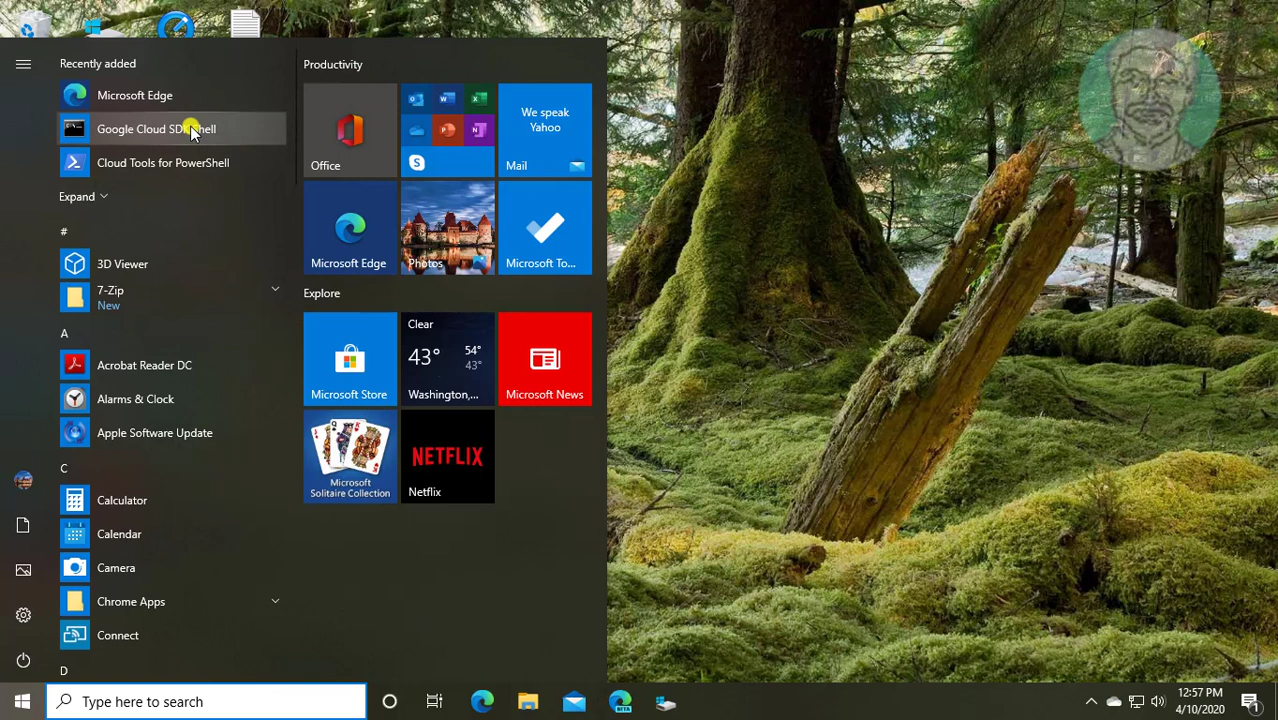 Recently added
Microsoft Edge
Google Cloud SDK Shell
Cloud Tools for PowerShell
Expand
#
3D Viewer
7-Zip
New
A
Acrobat Reader DC
Alarms & Clock
Apple Software Update
C
Calculator
Calendar
Camera
Chrome Apps
Connect
D
Productivity
Office
We speak
Yahoo
Mail
Microsoft Edge
Photos
Microsoft To...
Explore
Microsoft Store
Clear
43° 54°
43°
Washington,...
Microsoft News
Microsoft
Solitaire Collection
NETFLIX
Netflix
Type here to search
BETA
12:57 PM
4/10/2020
1